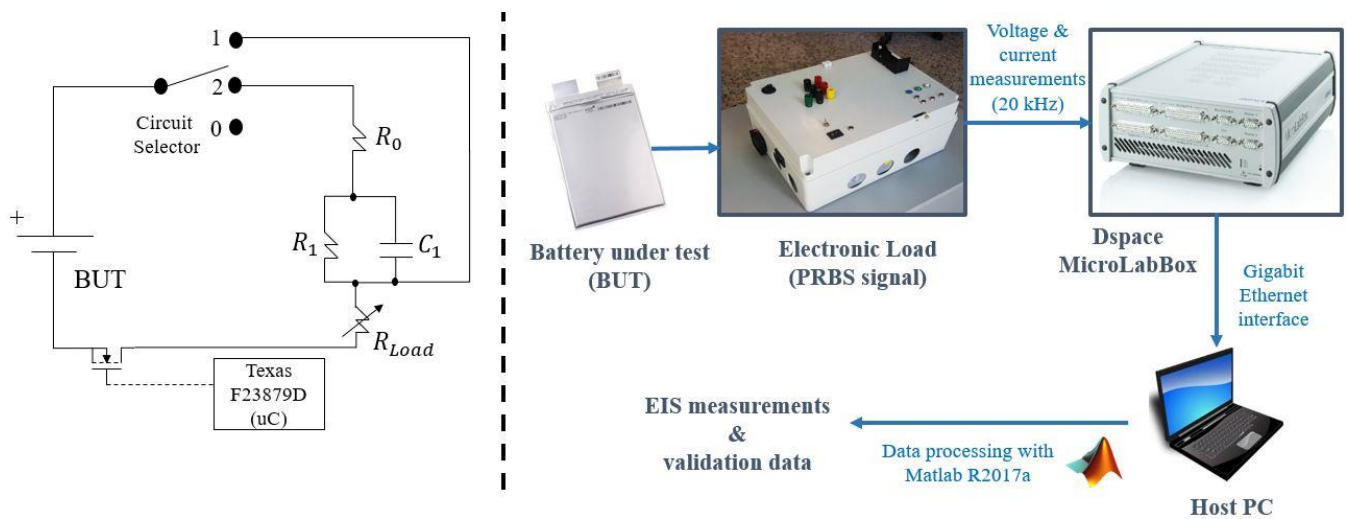 1
2
0
Circuit
Selector
R₀
R₁
C₁
+
BUT
R_Load
Texas
F23879D
(uC)
Battery under test
(BUT)
Electronic Load
(PRBS signal)
Voltage &
current
measurements
(20 kHz)
Dspace
MicroLabBox
Gigabit
Ethernet
interface
EIS measurements
&
validation data
Data processing with
Matlab R2017a
Host PC